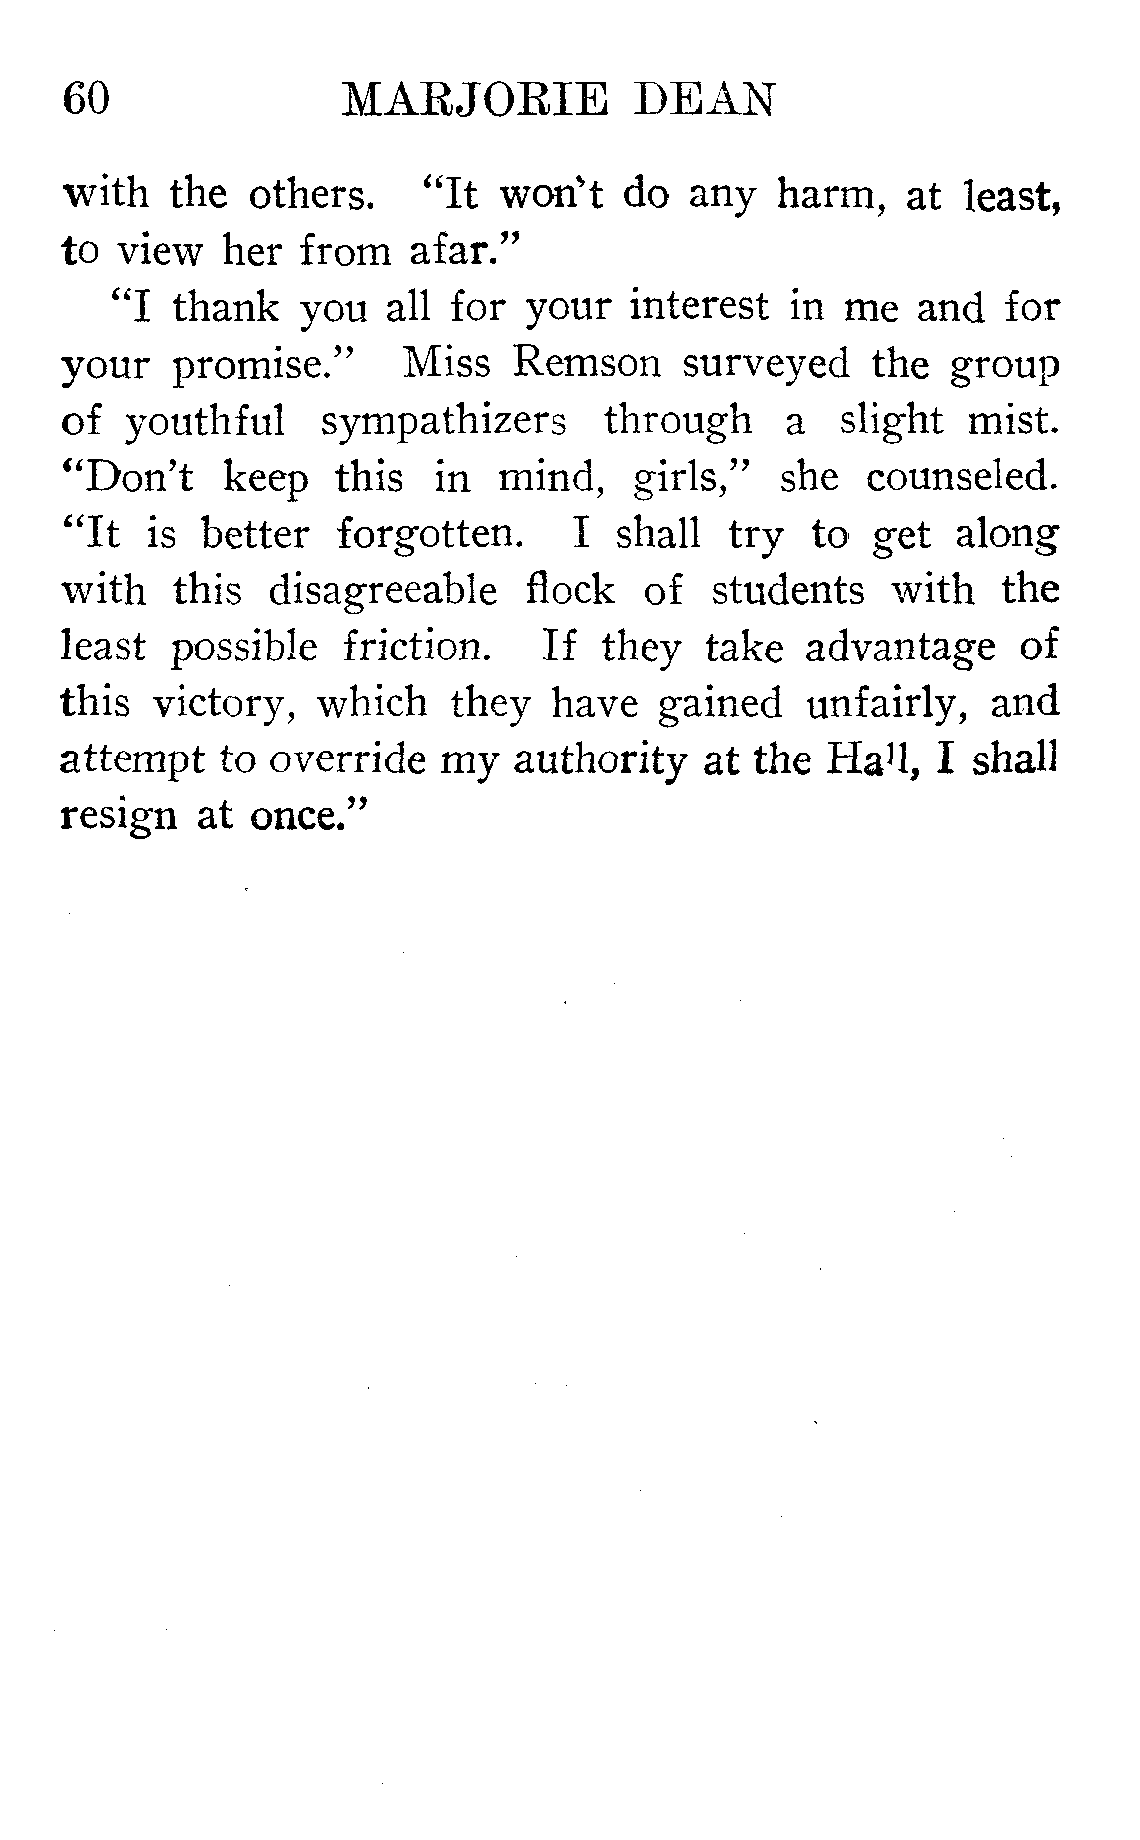 60 MARJORIE DEAN
with the others. “It won't do any harm, at least,
to view her from afar.”
“I thank you all for your interest in me and for
your promise.” Miss Remson surveyed the group
of youthful sympathizers through a slight mist.
“Don't keep this in mind, girls,” she counseled.
“It is better forgotten. I shall try to get along
with this disagreeable flock of students with the
least possible friction. If they take advantage of
this victory, which they have gained unfairly, and
attempt to override my authority at the Hall, I shall
resign at once.”